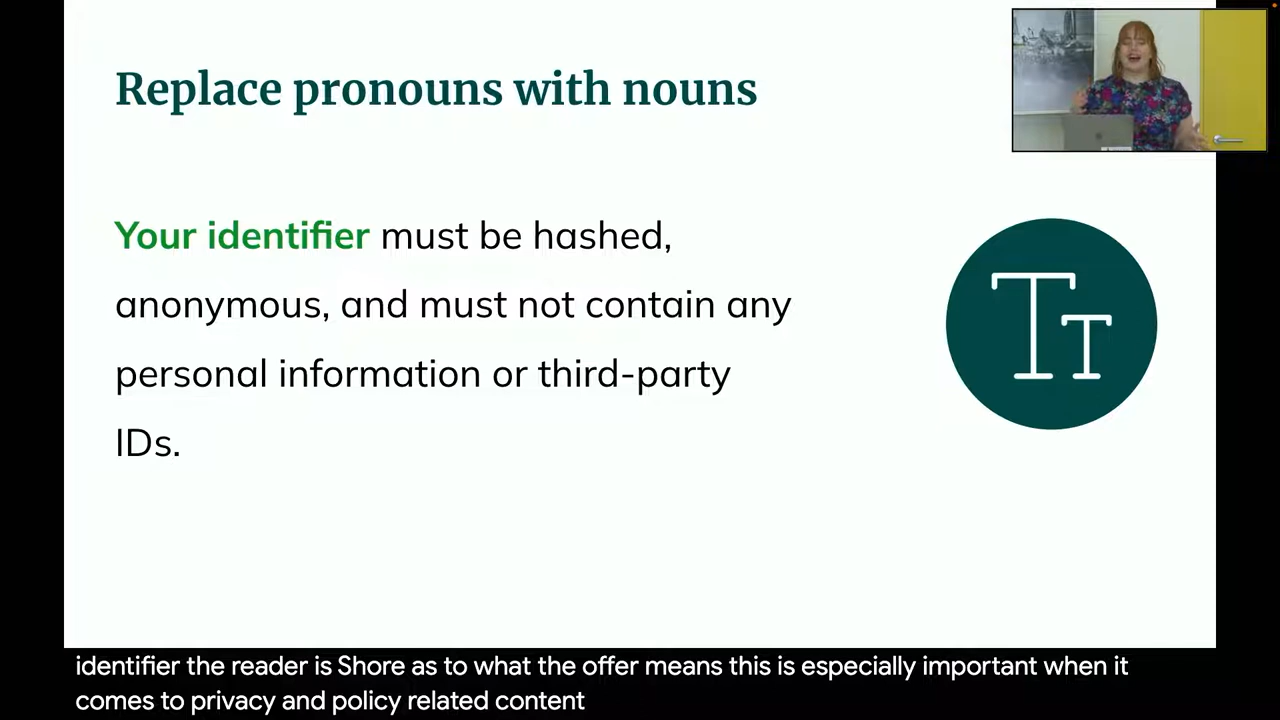 Replace pronouns with nouns
Your identifier must be hashed,
anonymous, and must not contain any
personal information or third-party
IDs.
TT
identifier the reader is Shore as to what the offer means this is especially important when it
comes to privacy and policy related content